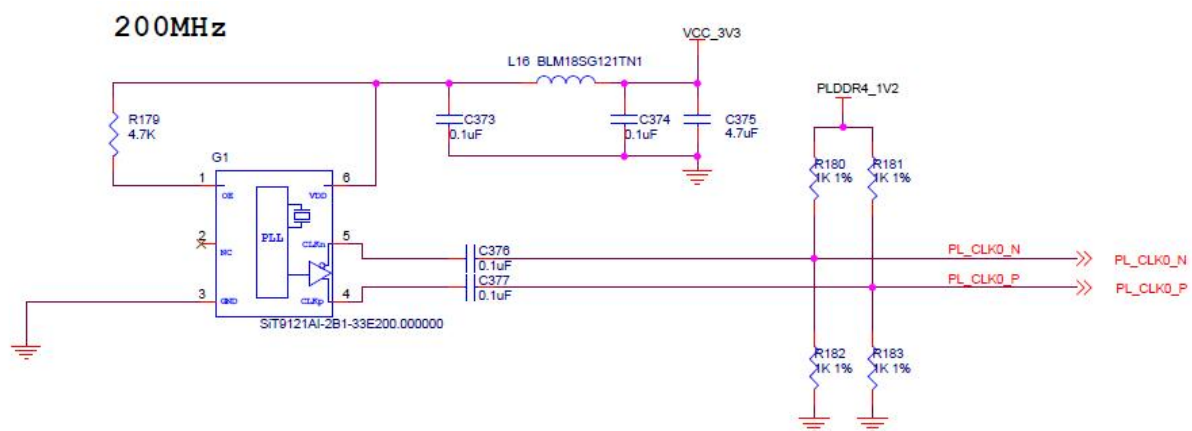 200MHz
VCC_3V3
L16 BLM18SG121TN1
PLDDR4_1V2
R179
4.7K
C373
0.1uF
C374
0.1uF
C375
4.7uF
G1
R180
1K 1%
R181
1K 1%
1
OE
VDD
6
PLL
2
NC
CLKn
5
C376
0.1uF
PL_CLK0_N
PL_CLK0_N
3
GND
CLKp
4
C377
0.1uF
PL_CLK0_P
PL_CLK0_P
SiT9121AI-2B1-33E200.000000
R182
1K 1%
R183
1K 1%